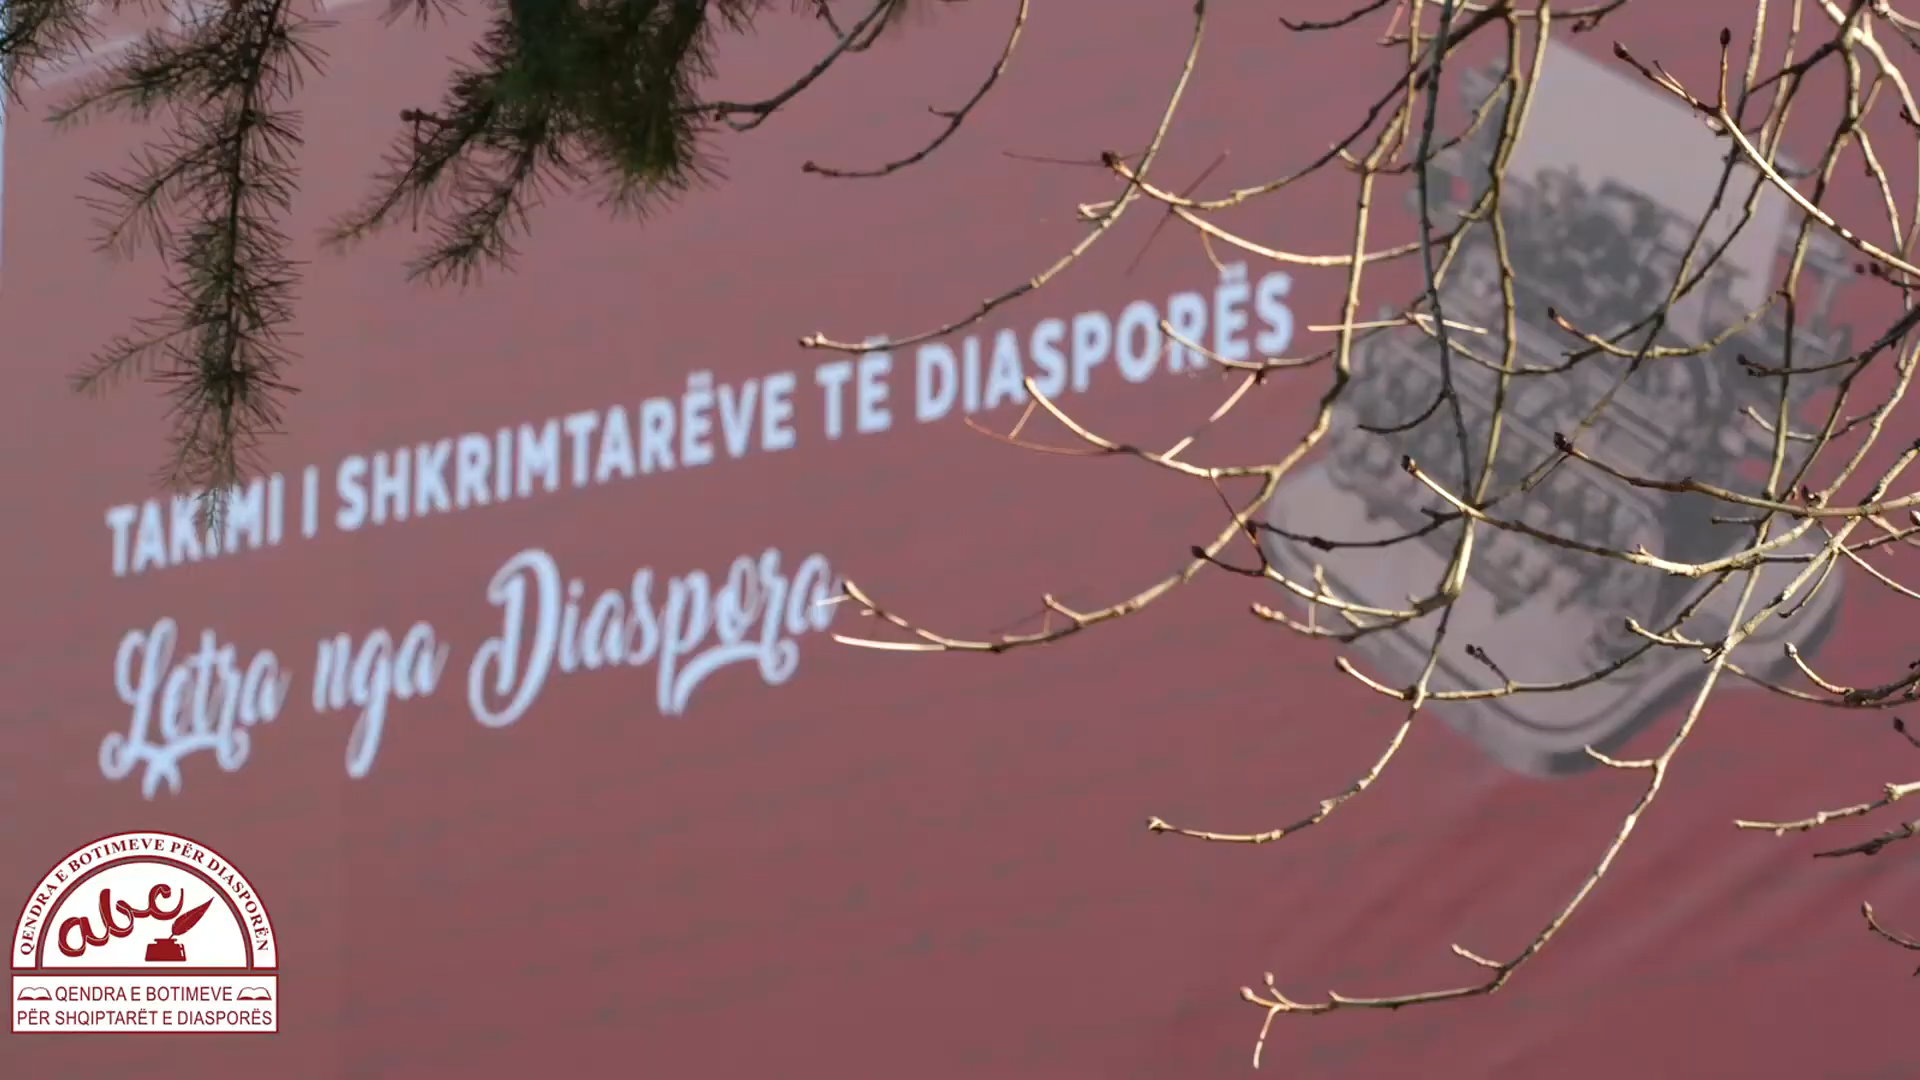 TAKIMI I SHKRIMTARËVE TË DIASPORËS
Letra nga Diaspora
QENDRA E BOTIMEVE PËR DIASPORËN
abc
QENDRA E BOTIMEVE
PËR SHQIPTARËT E DIASPORËS